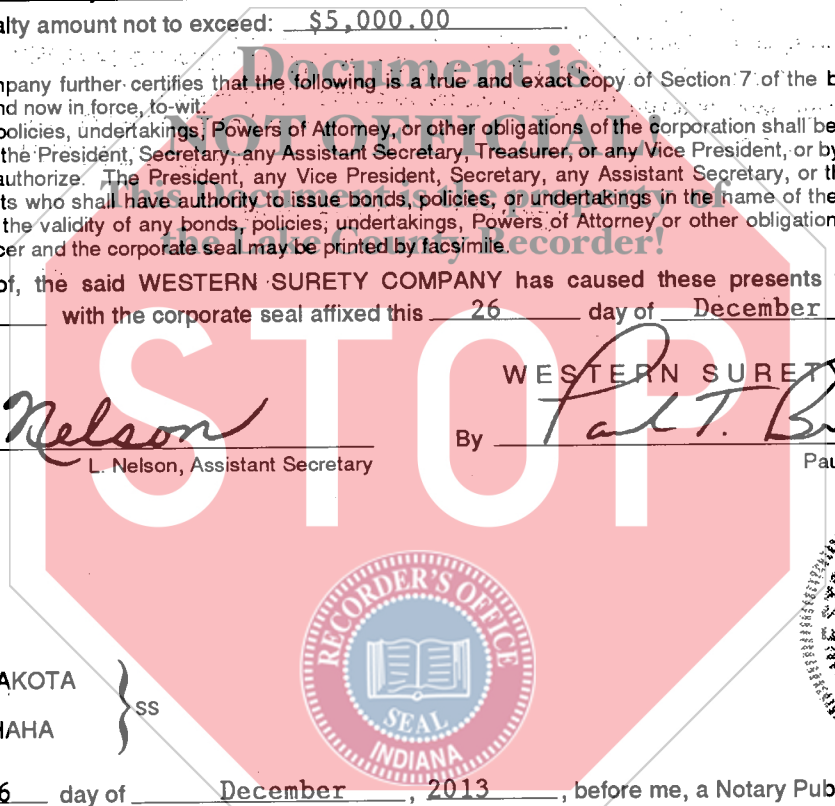 alty amount not to exceed: $5,000.00.
Document is
mpany further certifies that the following is a true and exact copy of Section 7 of the b
nd now in force, to-wit:
NOT OFFICIAL!
policies, undertakings, Powers of Attorney, or other obligations of the corporation shall be
the President, Secretary, any Assistant Secretary, Treasurer, or any Vice President, or by
authorize. The President, any Vice President, Secretary, any Assistant Secretary, or th
This Document is the property of
ts who shall have authority to issue bonds, policies, or undertakings in the name of the
the validity of any bonds, policies, undertakings, Powers of Attorney or other obligation
the Lake County Recorder!
cer and the corporate seal may be printed by facsimile.
of, the said WESTERN SURETY COMPANY has caused these presents
with the corporate seal affixed this 26 day of December
STOP
WESTERN SURETY
Nelson
By Paul T. Br
L. Nelson, Assistant Secretary
Pau
RECORDER'S OFFICE
SEAL
INDIANA
AKOTA
SS
HAHA
6 day of December, 2013, before me, a Notary Pub